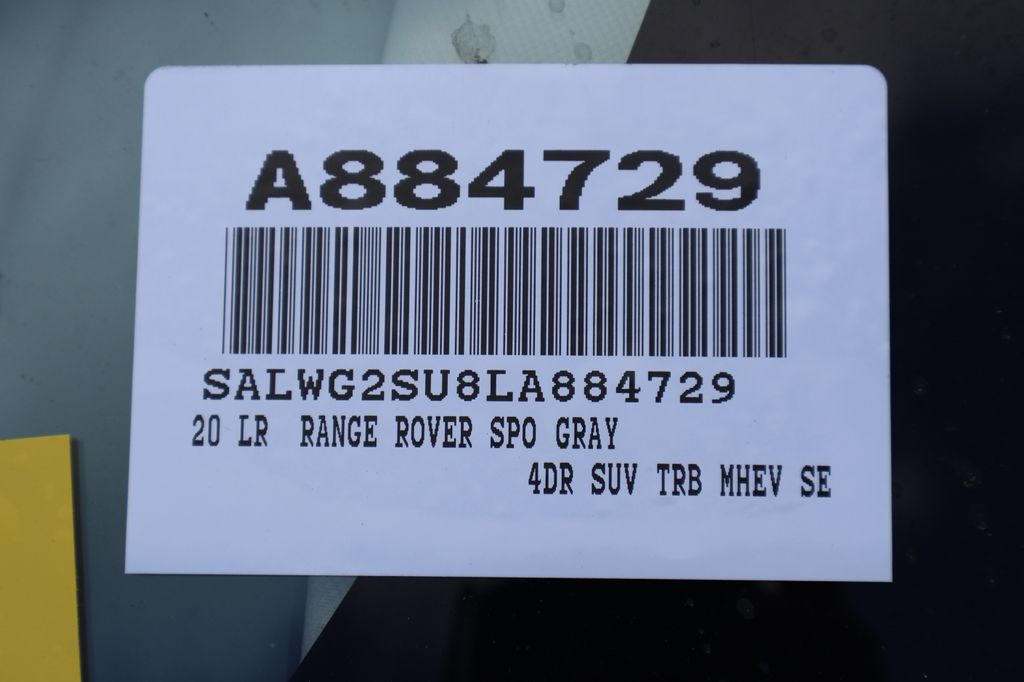 A884729
SALWG2SU8LA884729
20 LR RANGE ROVER SPO GRAY
4DR SUV TRB MHEV SE